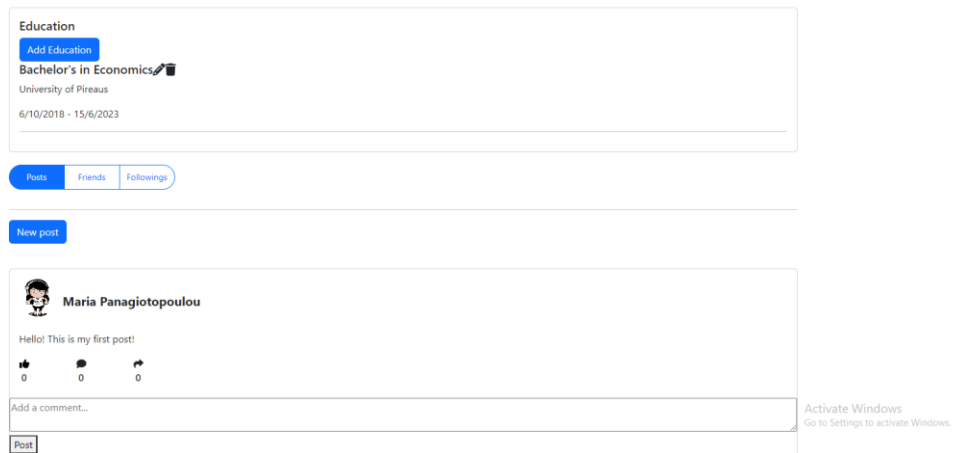 Education
Add Education
Bachelor's in Economics
University of Pireaus
6/10/2018 - 15/6/2023
Posts Friends Followings
New post
Maria Panagiotopoulou
Hello! This is my first post!
0 0 0
Add a comment...
Activate Windows
Go to Settings to activate Windows.
Post